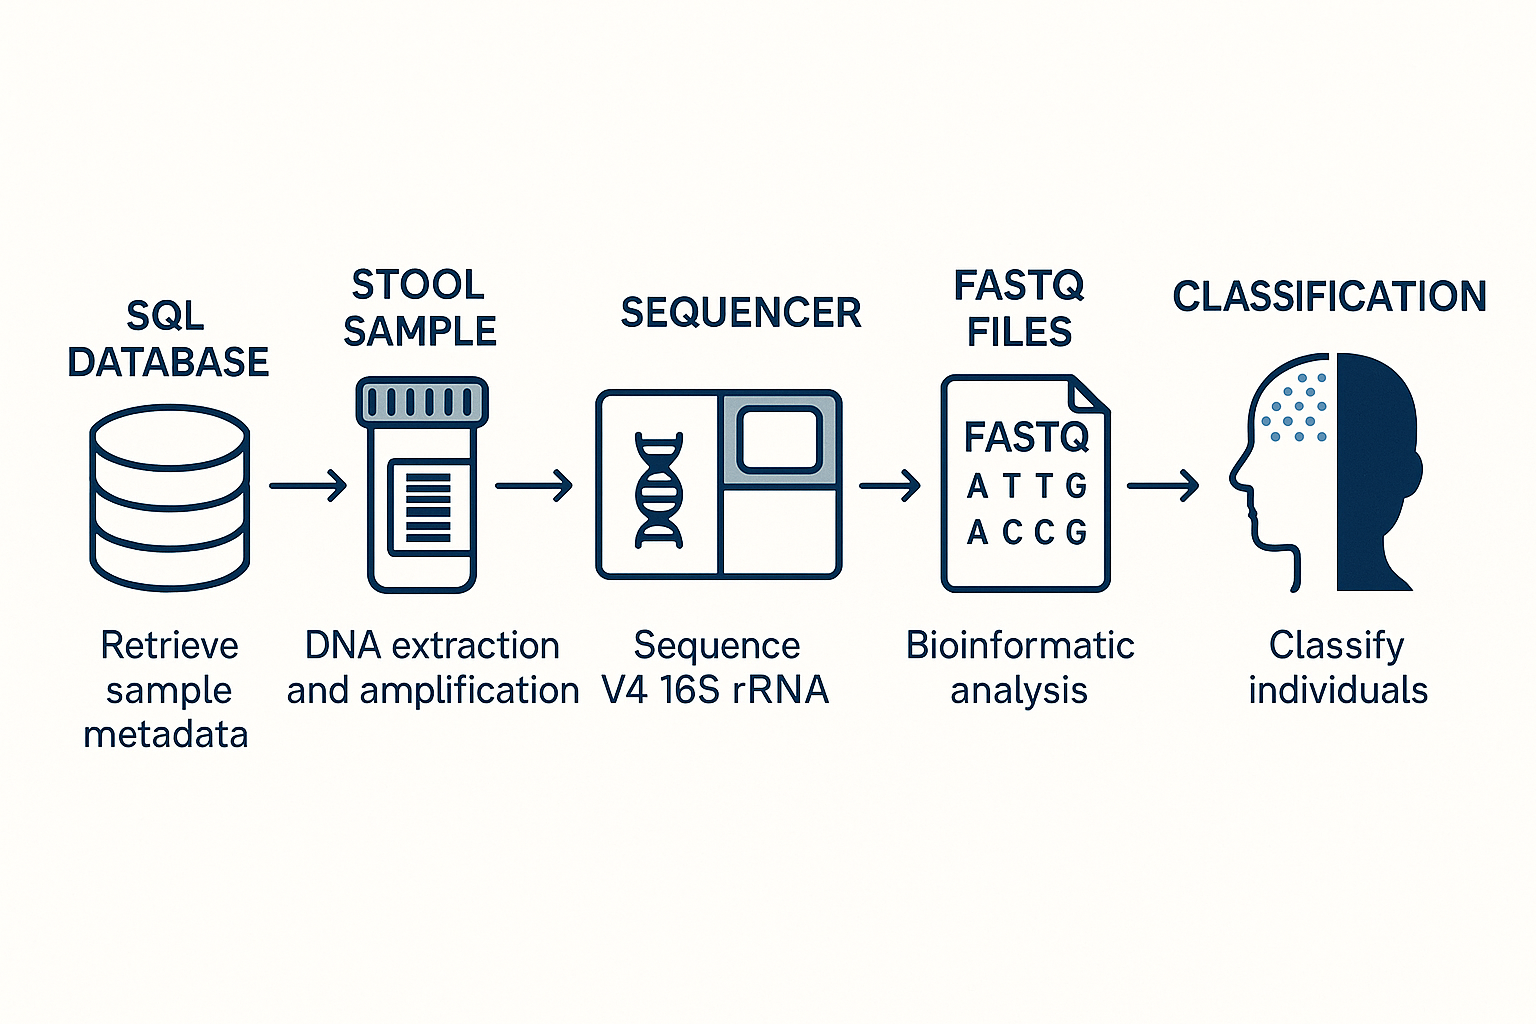 SQL
DATABASE
Retrieve
sample
metadata
STOOL
SAMPLE
DNA extraction
and amplification
SEQUENCER
Sequence
V4 16S rRNA
FASTQ
FILES
FASTQ
A T T G
A C C G
Bioinformatic
analysis
CLASSIFICATION
Classify
individuals